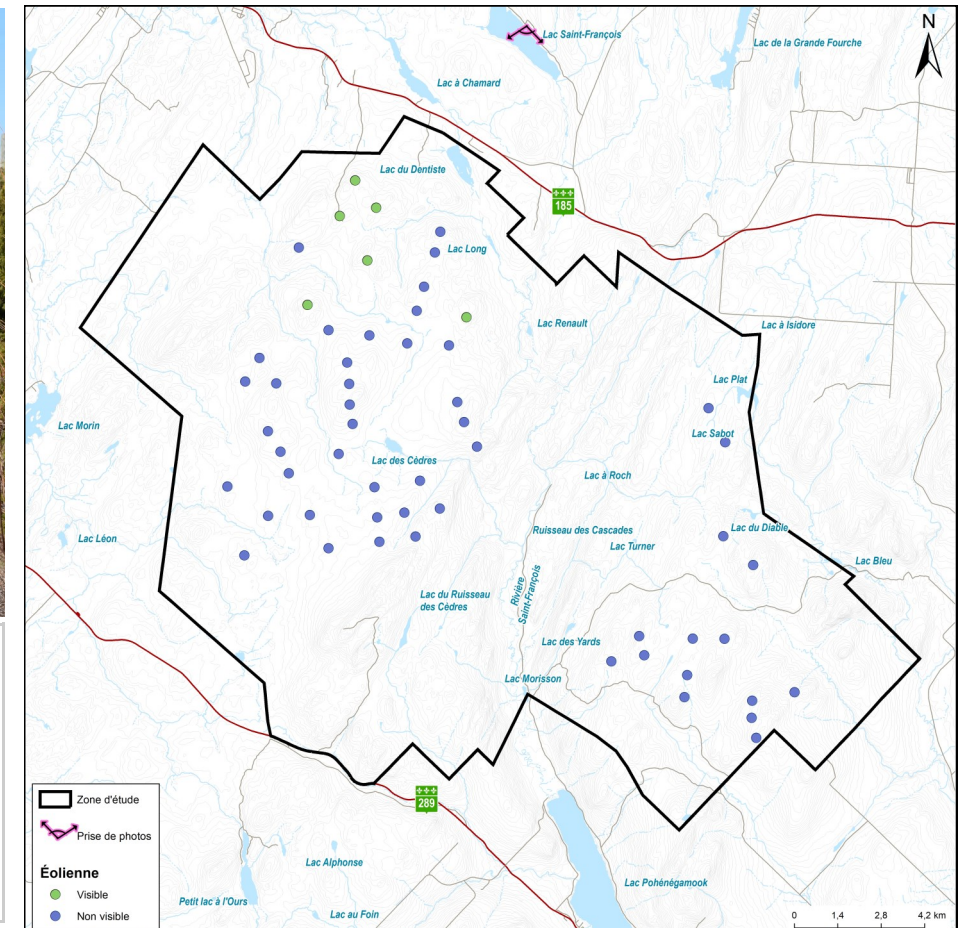 N
Lac Saint-François
Lac de la Grande Fourche
Lac à Chamard
Lac du Dentiste
185
Lac Long
Lac Renault
Lac à Isidore
Lac Plat
Lac Morin
Lac Sabot
Lac des Cèdres
Lac à Roch
Lac Léon
Ruisseau des Cascades
Lac du Diable
Lac Turner
Lac Bleu
Rivière
Saint-François
Lac du Ruisseau
des Cèdres
Lac des Yards
Lac Morisson
289
Zone d'étude
Prise de photos
Éolienne
Visible
Non visible
Lac Alphonse
Petit lac à l'Ours
Lac au Foin
Lac Pohénégamook
0 1,4 2,8 4,2 km